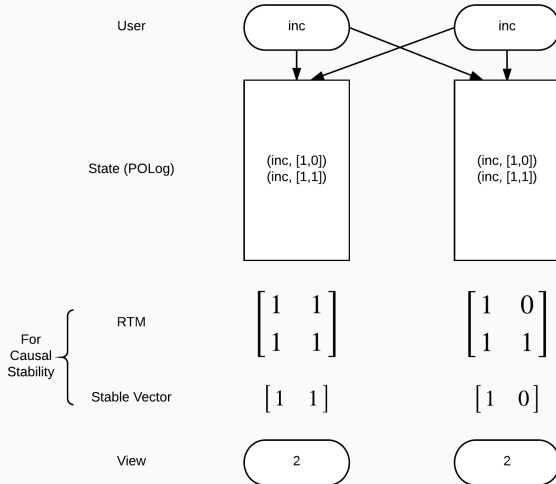 User inc inc
State (POLog)
(inc, [1,0]) (inc, [1,0])
(inc, [1,1]) (inc, [1,1])
For
Causal
Stability
RTM
1 1 1 0
1 1 1 1
Stable Vector [1 1] [1 0]
View 2 2